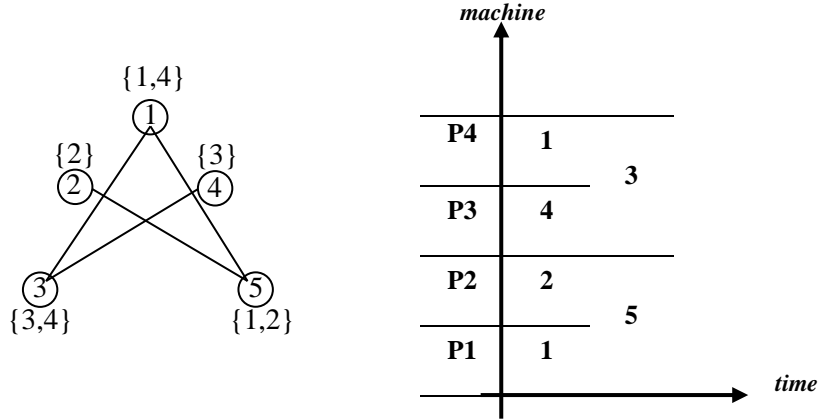 machine
{1,4}
1
{2}
{3}
2
4
3
5
{3,4}
{1,2}
P4 1
3
P3 4
P2 2
5
P1 1
time